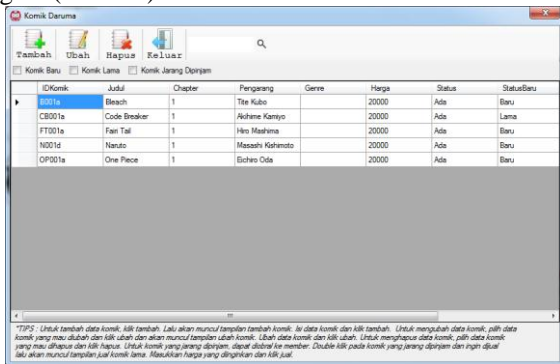 Komik Daruma
Tambah Ubah Hapus Keluar
Komik Baru Komik Lama Komik Jarang Dipinjam
IDKomik Judul Chapter Pengarang Genre Harga Status StatusBaru
B001a Bleach 1 Tite Kubo 20000 Ada Baru
CB001a Code Breaker 1 Akihime Kamiyo 20000 Ada Lama
FT001a Fairi Tail 1 Hiro Mashima 20000 Ada Baru
N001d Naruto 1 Masashi Kishimoto 20000 Ada Baru
OP001a One Piece 1 Eichiro Oda 20000 Ada Baru
*TIPS : Untuk tambah data komik, klik tambah. Lalu akan muncul tampilan tambah komik. Isi data komik dan klik tambah. Untuk mengubah data komik, pilih data
komik yang mau diubah dan klik ubah dan akan muncul tampilan ubah komik. Ubah data komik dan klik ubah. Untuk menghapus data komik, pilih data komik
yang mau dihapus dan klik hapus. Untuk komik yang jarang dipinjam, dapat diobral ke member. Double klik pada komik yang jarang dipinjam dan ingin dijual
lalu akan muncul tampilan jual komik lama. Masukkan harga yang diinginkan dan klik jual.